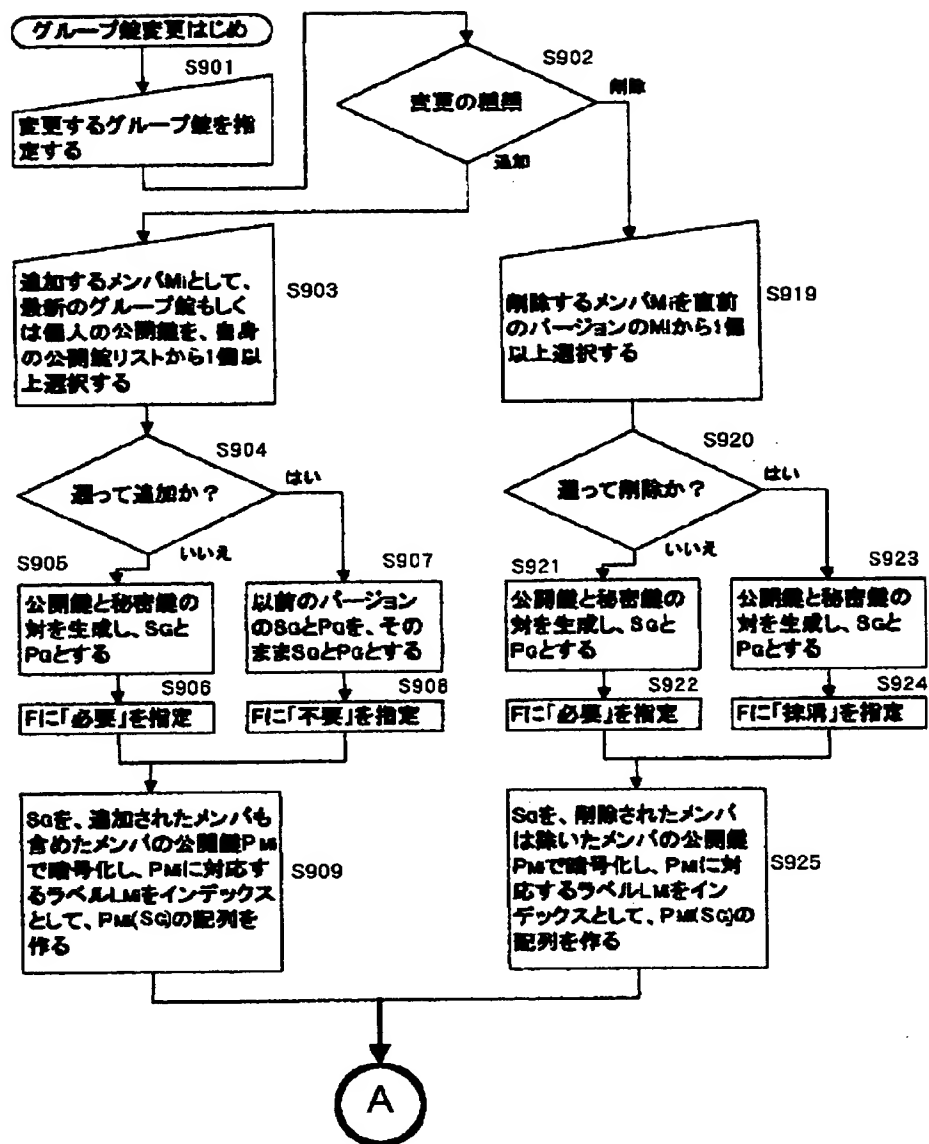 グループ鍵変更はじめ
S901
変更するグループ鍵を指
定する
S902
変更の種類
削除
追加
S903
追加するメンバMiとして、
最新のグループ鍵もしく
は個人の公開鍵を、自身
の公開鍵リストから1個以
上選択する
S904
遡って追加か？
はい
いいえ
S905
公開鍵と秘密鍵の
対を生成し、SGと
PGとする
S906
Fに「必要」を指定
S907
以前のバージョン
のSGとPGを、その
ままSGとPGとする
S908
Fに「不要」を指定
S909
SGを、追加されたメンバも
含めたメンバの公開鍵PMi
で暗号化し、PMiに対応す
るラベルLMiをインデックス
として、PMi(SG)の配列を
作る
S919
削除するメンバMiを直前
のバージョンのMiから1個
以上選択する
S920
遡って削除か？
はい
いいえ
S921
公開鍵と秘密鍵の
対を生成し、SGと
PGとする
S922
Fに「必要」を指定
S923
公開鍵と秘密鍵の
対を生成し、SGと
PGとする
S924
Fに「抹消」を指定
S925
SGを、削除されたメンバ
は除いたメンバの公開鍵
PMiで暗号化し、PMiに対
応するラベルLMiをイン
デックスとして、PMi(SG)の
配列を作る
A